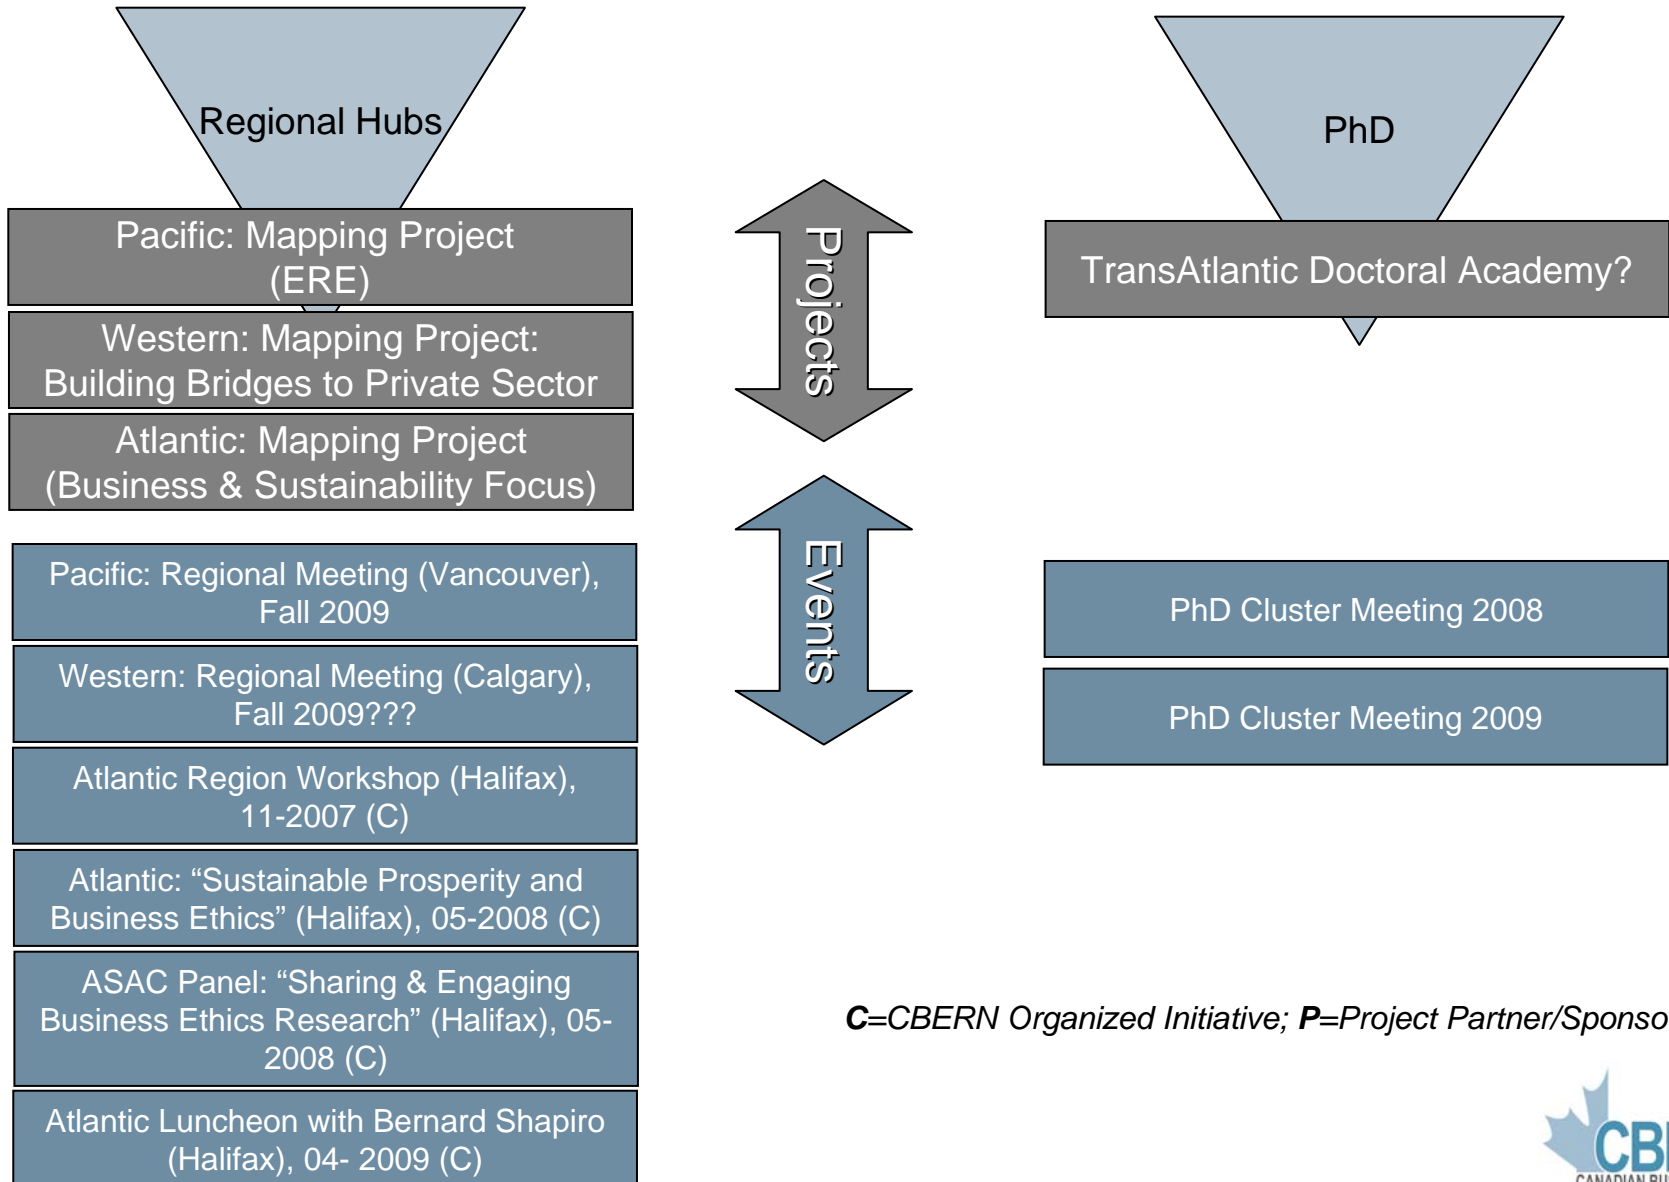 Regional Hubs
Pacific: Mapping Project
(ERE)
Western: Mapping Project:
Building Bridges to Private Sector
Atlantic: Mapping Project
(Business & Sustainability Focus)
Pacific: Regional Meeting (Vancouver),
Fall 2009
Western: Regional Meeting (Calgary),
Fall 2009???
Atlantic Region Workshop (Halifax),
11-2007 (C)
Atlantic: “Sustainable Prosperity and
Business Ethics” (Halifax), 05-2008 (C)
ASAC Panel: “Sharing & Engaging
Business Ethics Research” (Halifax), 05-
2008 (C)
Atlantic Luncheon with Bernard Shapiro
(Halifax), 04- 2009 (C)
Projects
Events
PhD
TransAtlantic Doctoral Academy?
PhD Cluster Meeting 2008
PhD Cluster Meeting 2009
C=CBERN Organized Initiative; P=Project Partner/Sponso
CANADIAN